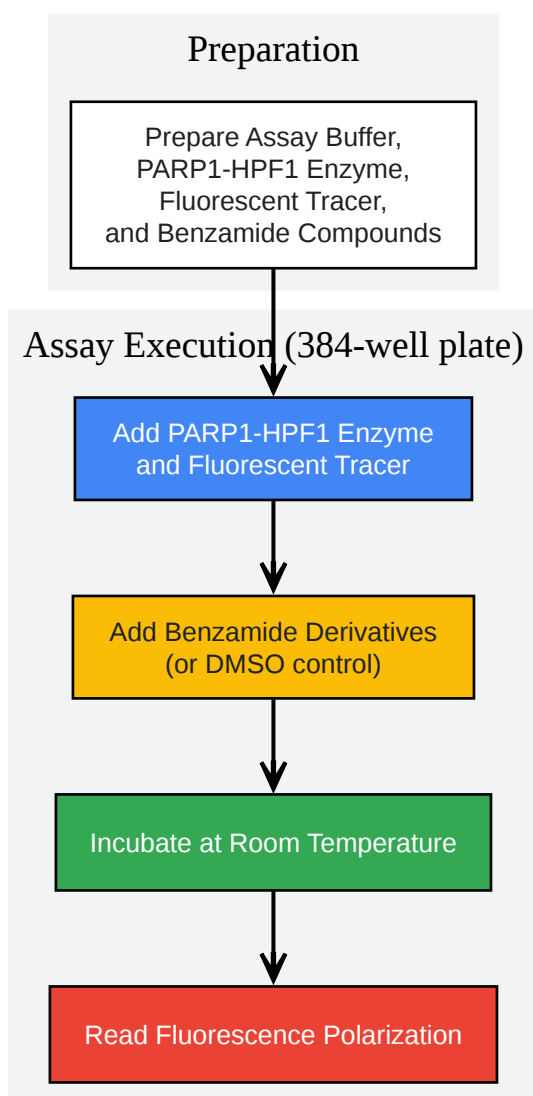 Preparation
Prepare Assay Buffer,
PARP1-HPF1 Enzyme,
Fluorescent Tracer,
and Benzamide Compounds
Assay Execution (384-well plate)
Add PARP1-HPF1 Enzyme
and Fluorescent Tracer
Add Benzamide Derivatives
(or DMSO control)
Incubate at Room Temperature
Read Fluorescence Polarization